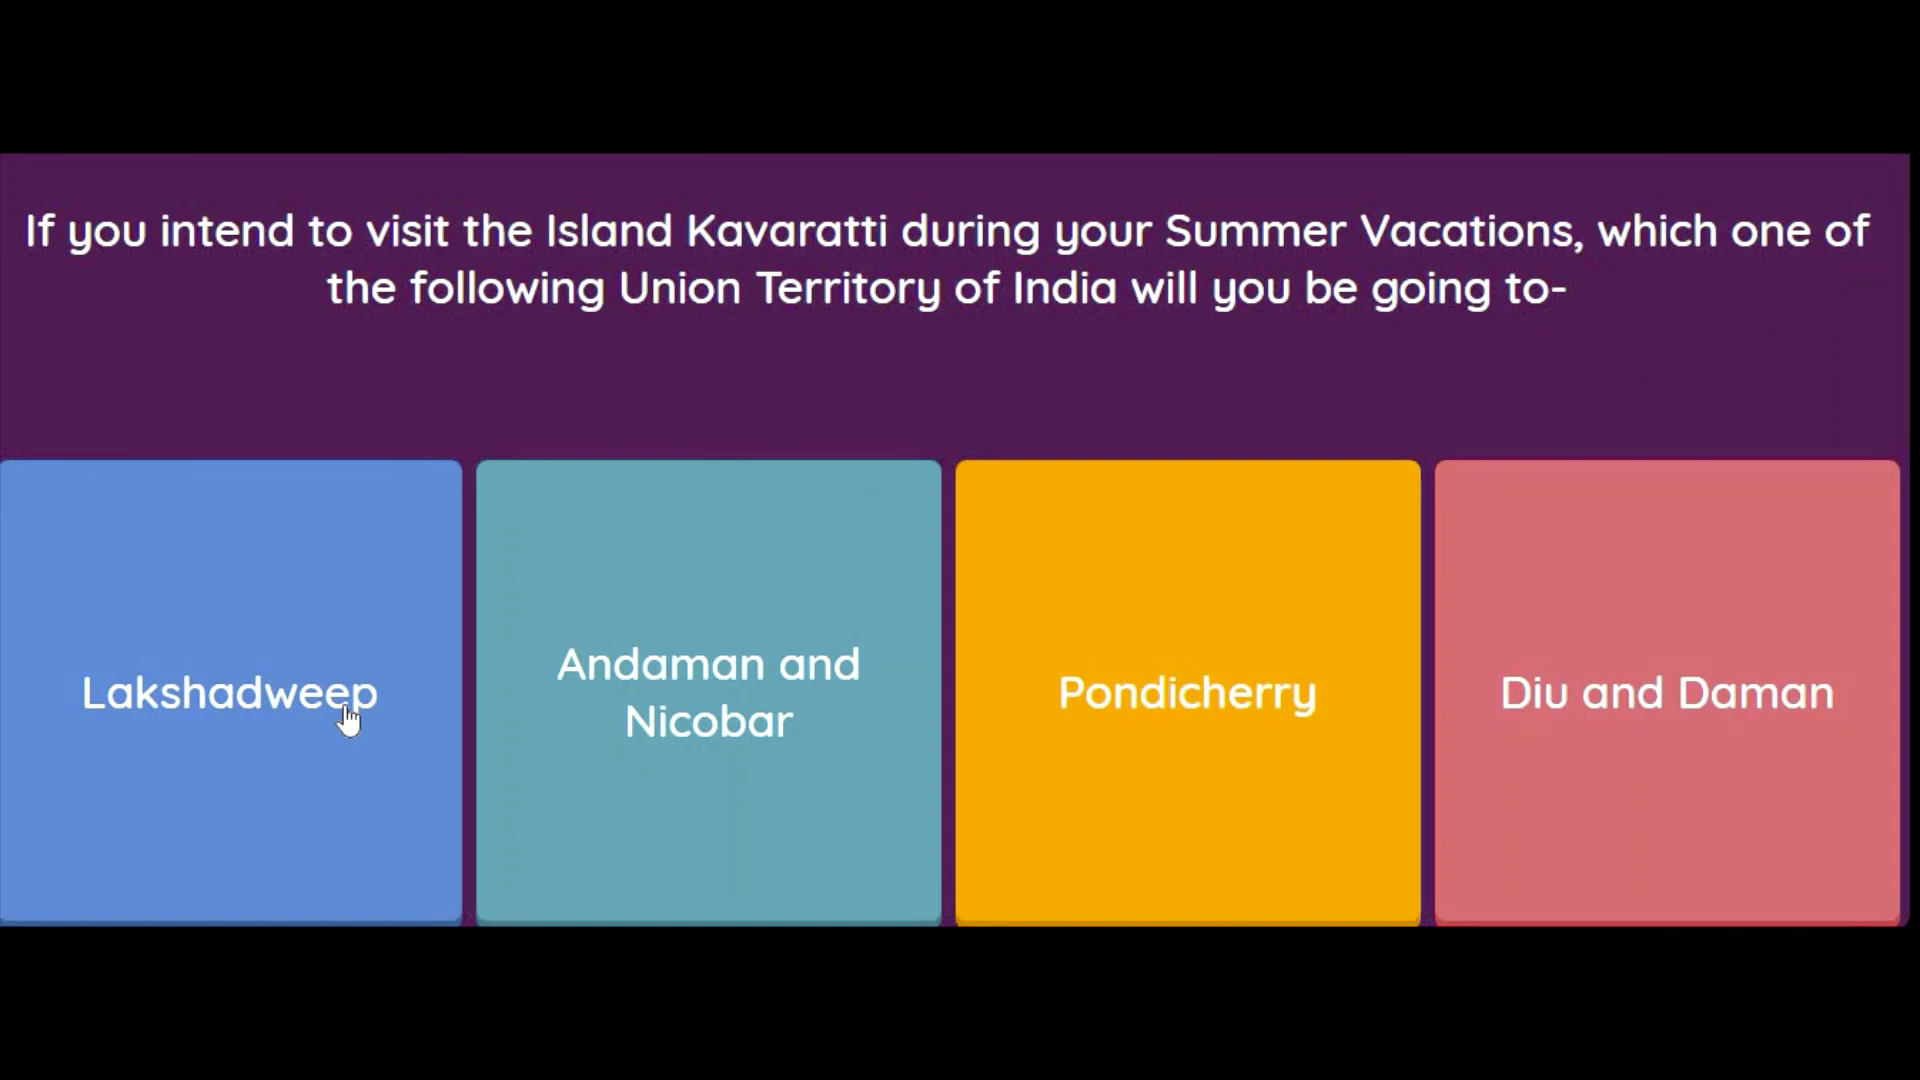 If you intend to visit the Island Kavaratti during your Summer Vacations, which one of
the following Union Territory of India will you be going to-
Lakshadweep
Andaman and
Nicobar
Pondicherry
Diu and Daman